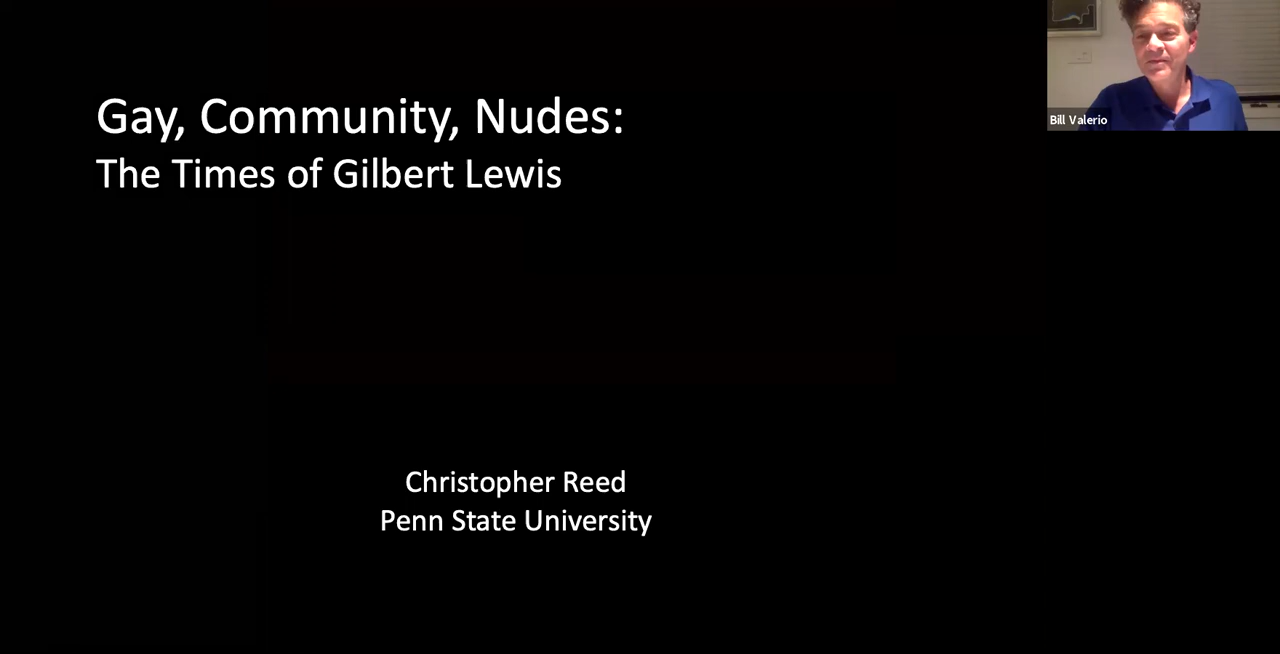 Gay, Community, Nudes:
The Times of Gilbert Lewis
Bill Valerio
Christopher Reed
Penn State University